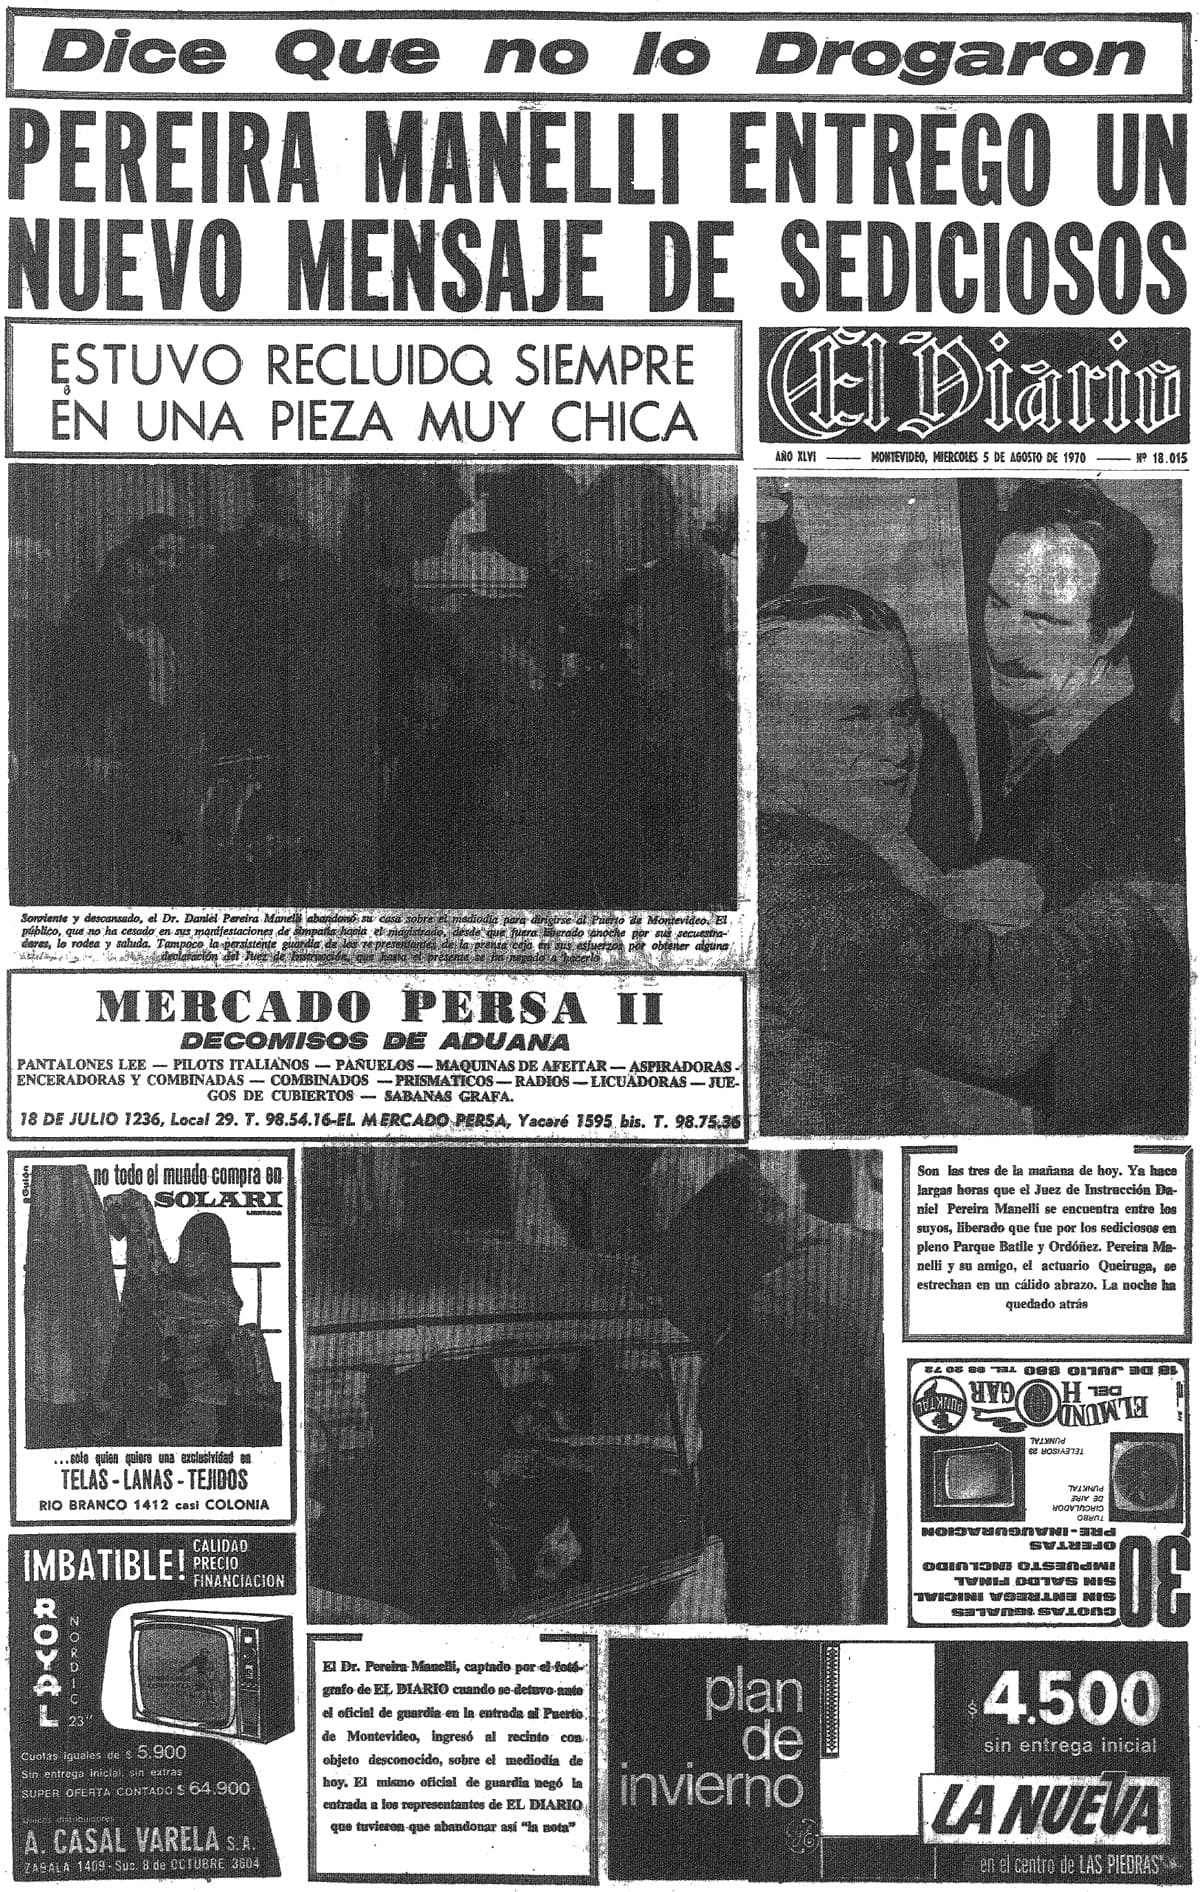 Dice Que no lo Drogaron
PEREIRA MANELLI ENTREGO UN
NUEVO MENSAJE DE SEDICIOSOS
ESTUVO RECLUIDO SIEMPRE
EN UNA PIEZA MUY CHICA
El Diario
AÑO XLVI — MONTEVIDEO, MIERCOLES 5 DE AGOSTO DE 1970 — Nº 18.015
Sonriente y descansado, el Dr. Daniel Pereira Manelli abandonó su casa sobre el mediodía para dirigirse al Puerto de Montevideo. El
público, que no ha cesado en sus manifestaciones de simpatía hacia el magistrado, desde que fuera liberado anoche por sus secuestra-
dores, lo rodea y saluda. Tampoco la persistente guardia de los representantes de la prensa ceja en sus esfuerzos por obtener alguna
declaración del Juez de Instrucción, que hasta el presente se ha negado a hacerlo
MERCADO PERSA II
DECOMISOS DE ADUANA
PANTALONES LEE — PILOTS ITALIANOS — PAÑUELOS — MAQUINAS DE AFEITAR — ASPIRADORAS -
ENCERADORAS Y COMBINADAS — COMBINADOS — PRISMATICOS — RADIOS — LICUADORAS — JUE-
GOS DE CUBIERTOS — SABANAS GRAFA.
18 DE JULIO 1236, Local 29. T. 98.54.16-EL MERCADO PERSA, Yacaré 1595 bis. T. 98.75.36
Guión
no todo el mundo compra en
SOLARI
LIMITADA
...solo quien quiere una exclusividad en
TELAS - LANAS - TEJIDOS
RIO BRANCO 1412 casi COLONIA
Son las tres de la mañana de hoy. Ya hace
largas horas que el Juez de Instrucción Da-
niel Pereira Manelli se encuentra entre los
suyos, liberado que fue por los sediciosos en
pleno Parque Batlle y Ordóñez. Pereira Ma-
nelli y su amigo, el actuario Queiruga, se
estrechan en un cálido abrazo. La noche ha
quedado atrás
30
CUOTAS IGUALES
SIN ENTREGA INICIAL
SIN SALDO FINAL
IMPUESTO INCLUIDO
OFERTAS
PRE-INAUGURACION
TURBO
CIRCULADOR
DE AIRE
PUNKTAL
TELEVISOR 23
PUNKTAL
EL MUNDO
DEL
HOGAR
PUNKTAL
18 DE JULIO 860 TEL. 98 20 72
IMBATIBLE!
CALIDAD
PRECIO
FINANCIACION
ROYAL
NORDIC
23"
Cuotas iguales de $ 5.900
Sin entrega inicial, sin extras
SUPER OFERTA CONTADO $ 64.900
Unicos distribuidores
A. CASAL VARELA S.A.
ZABALA 1409 - Suc. 8 de OCTUBRE 3604
El Dr. Pereira Manelli, captado por el fotó-
grafo de EL DIARIO cuando se detuvo ante
el oficial de guardia en la entrada al Puerto
de Montevideo, ingresó al recinto con
objeto desconocido, sobre el mediodía de
hoy. El mismo oficial de guardia negó la
entrada a los representantes de EL DIARIO
que tuvieron que abandonar así "la nota"
plan
de
invierno
$ 4.500
sin entrega inicial
LA NUEVA
en el centro de LAS PIEDRAS